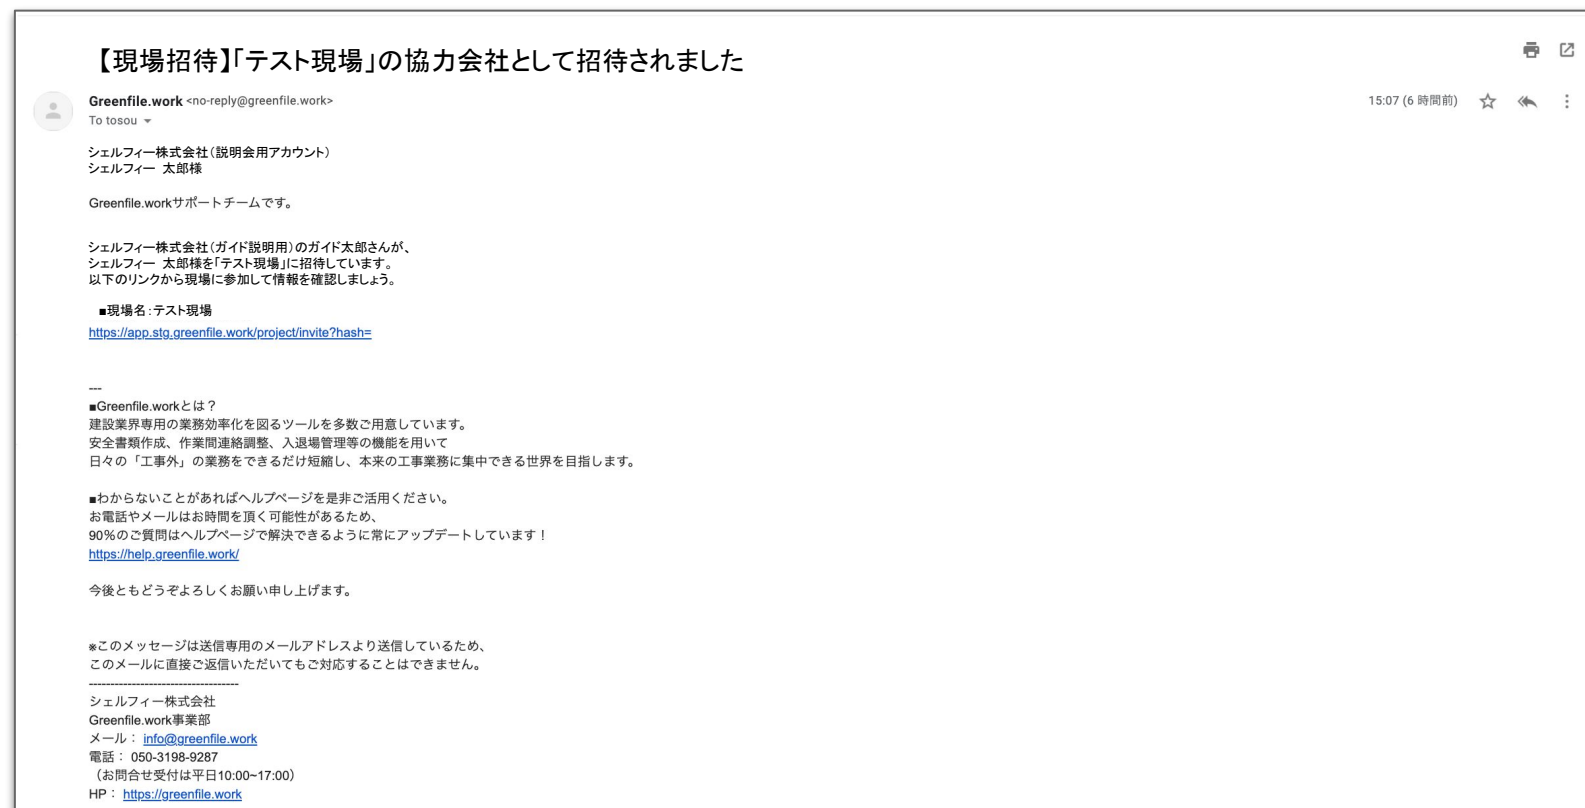 【現場招待】「テスト現場」の協力会社として招待されました
Greenfile.work <no-reply@greenfile.work>
15:07 (6 時間前)
To tosou
シェルフィー株式会社（説明会用アカウント）
シェルフィー 太郎様
Greenfile.workサポートチームです。
シェルフィー株式会社（ガイド説明用）のガイド太郎さんが、
シェルフィー 太郎様を「テスト現場」に招待しています。
以下のリンクから現場に参加して情報を確認しましょう。
■現場名：テスト現場
https://app.stg.greenfile.work/project/invite?hash=
---
■Greenfile.workとは？
建設業界専用の業務効率化を図るツールを多数ご用意しています。
安全書類作成、作業間連絡調整、入退場管理等の機能を用いて
日々の「工事外」の業務をできるだけ短縮し、本来の工事業務に集中できる世界を目指します。
■わからないことがあればヘルプページを是非ご活用ください。
お電話やメールはお時間を頂く可能性があるため、
90％のご質問はヘルプページで解決できるように常にアップデートしています！
https://help.greenfile.work/
今後ともどうぞよろしくお願い申し上げます。
※このメッセージは送信専用のメールアドレスより送信しているため、
このメールに直接ご返信いただいてもご対応することはできません。
-----------------------------------
シェルフィー株式会社
Greenfile.work事業部
メール： info@greenfile.work
電話： 050-3198-9287
（お問合せ受付は平日10:00~17:00）
HP： https://greenfile.work